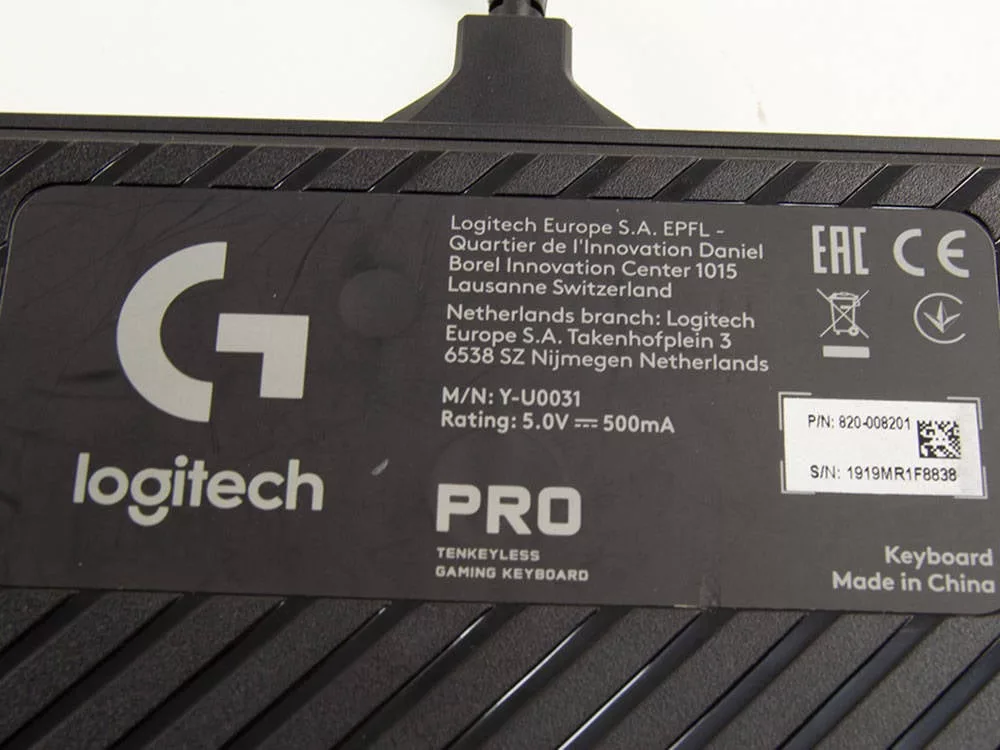 Logitech Europe S.A. EPFL -
Quartier de l'Innovation Daniel
Borel Innovation Center 1015
Lausanne Switzerland
Netherlands branch: Logitech
Europe S.A. Takenhofplein 3
6538 SZ Nijmegen Netherlands
M/N: Y-U0031
Rating: 5.0V ⎓ 500mA
G
logitech
PRO
TENKEYLESS
GAMING KEYBOARD
EAC CE
P/N: 820-008201
S/N: 1919MR1F8838
Keyboard
Made in China